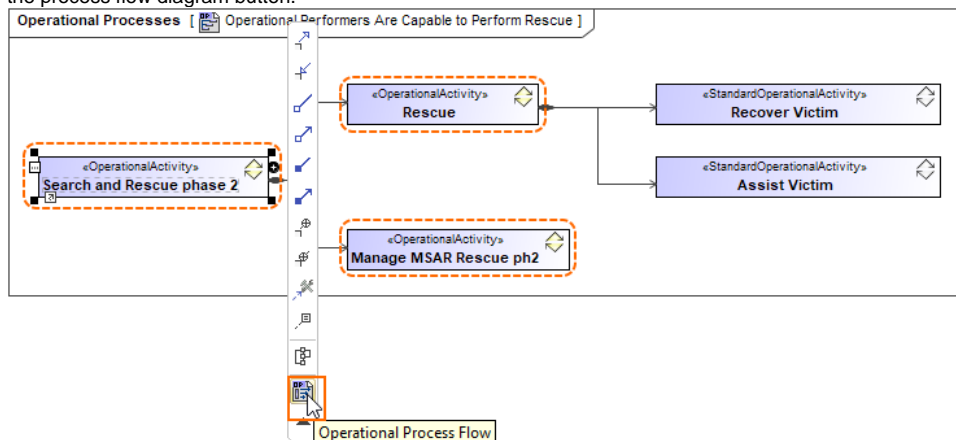 the process flow diagram button.
Operational Processes [ Operational Performers Are Capable to Perform Rescue ]
«OperationalActivity»
Rescue
«StandardOperationalActivity»
Recover Victim
«OperationalActivity»
Search and Rescue phase 2
«StandardOperationalActivity»
Assist Victim
«OperationalActivity»
Manage MSAR Rescue ph2
Operational Process Flow